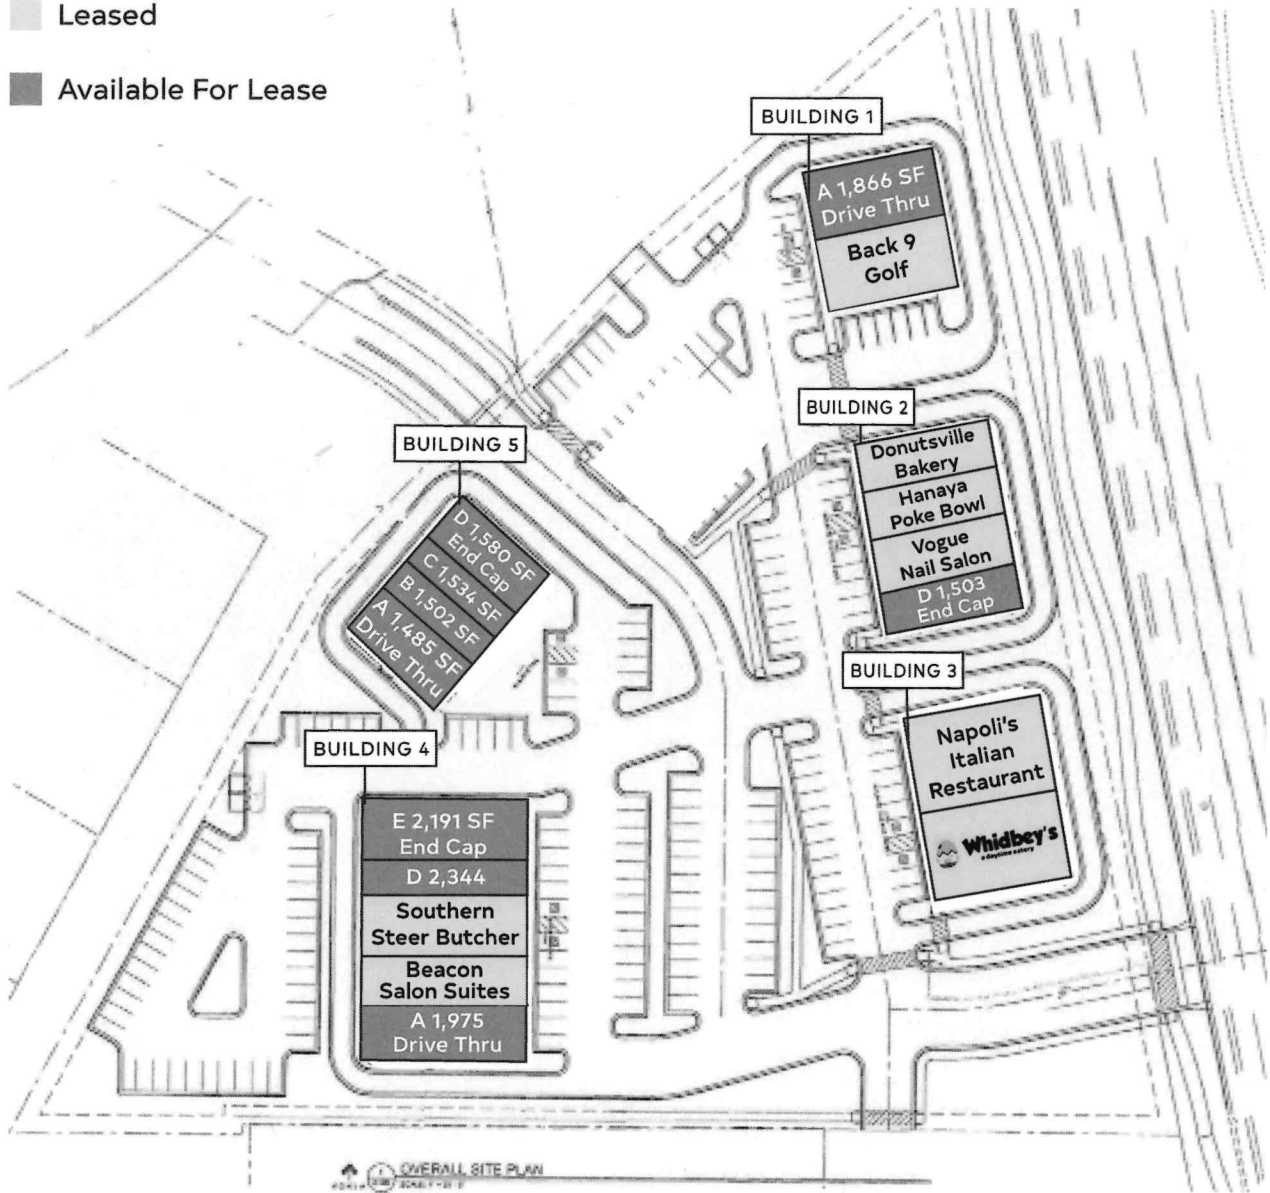 Leased
Available For Lease
BUILDING 1
A 1,866 SF
Drive Thru
Back 9
Golf
BUILDING 2
Donutsville
Bakery
Hanaya
Poke Bowl
Vogue
Nail Salon
D 1,503
End Cap
BUILDING 5
D 1,580 SF
End Cap
C 1,534 SF
B 1,502 SF
A 1,485 SF
Drive Thru
BUILDING 3
Napoli's
Italian
Restaurant
Whidbey's
a daytime eatery
BUILDING 4
E 2,191 SF
End Cap
D 2,344
Southern
Steer Butcher
Beacon
Salon Suites
A 1,975
Drive Thru
OVERALL SITE PLAN